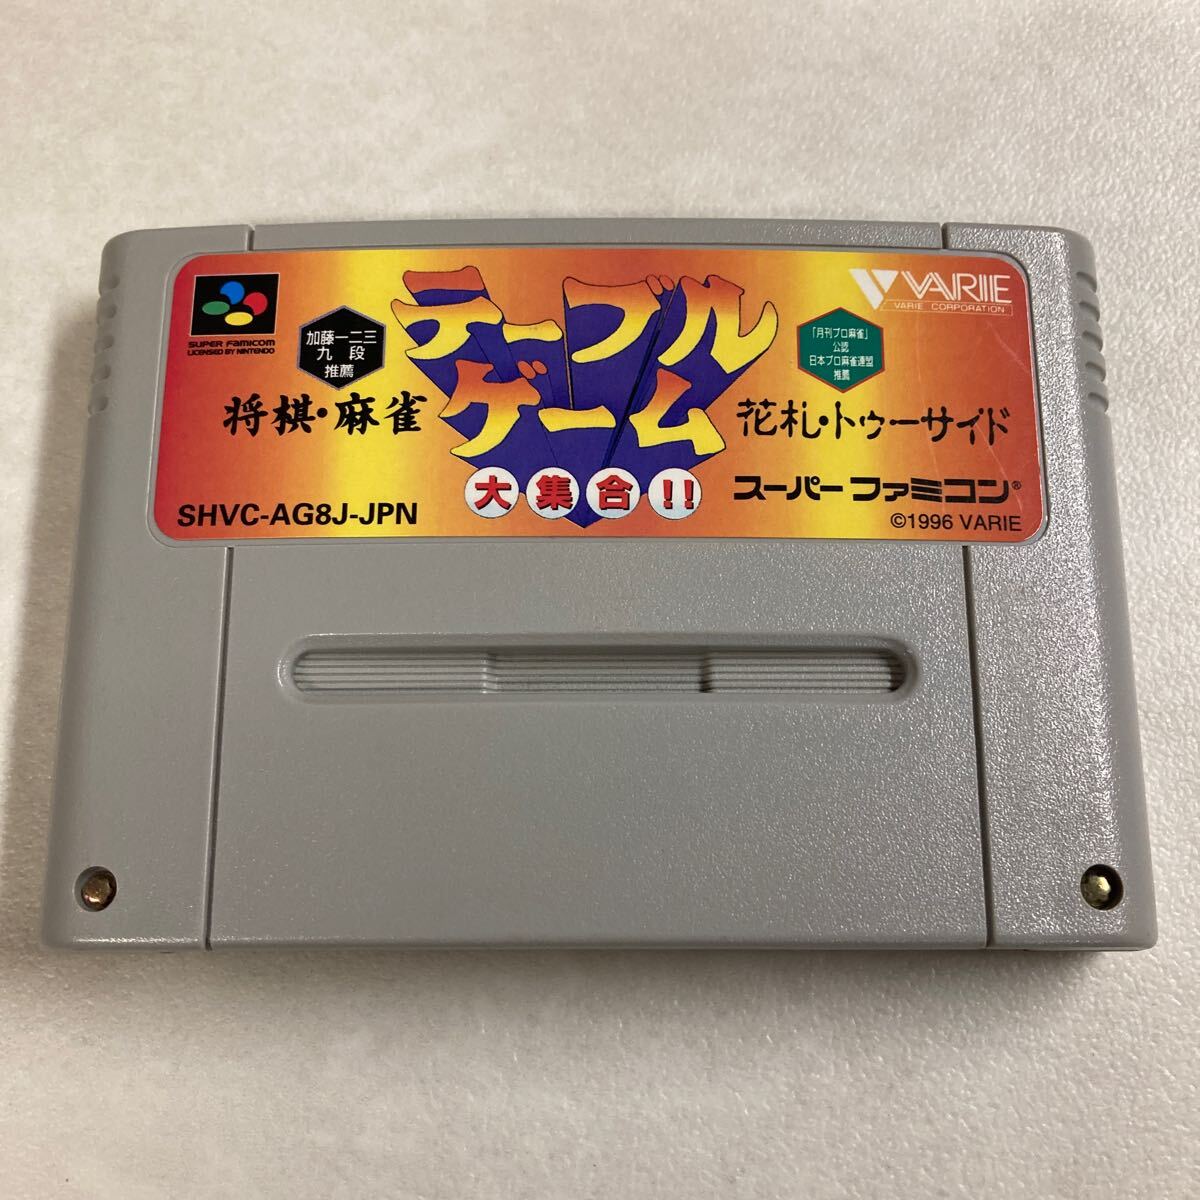 SUPER FAMICOM
LICENSED BY NINTENDO
加藤一二三
九段
推薦
将棋・麻雀
テーブル
ゲーム
大集合!!
VARIE
VARIE CORPORATION
「月刊プロ麻雀」
公認
日本プロ麻雀連盟
推薦
花札・トゥーサイド
SHVC-AG8J-JPN
スーパーファミコン®
©1996 VARIE